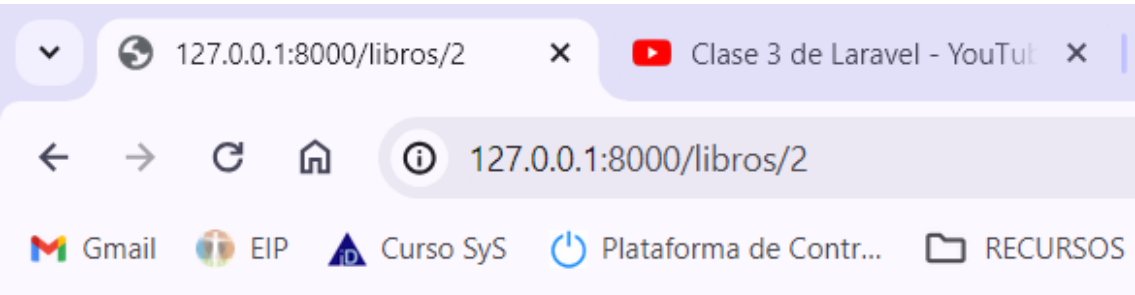 127.0.0.1:8000/libros/2
Clase 3 de Laravel - YouTub
127.0.0.1:8000/libros/2
Gmail EIP Curso SyS Plataforma de Contr... RECURSOS